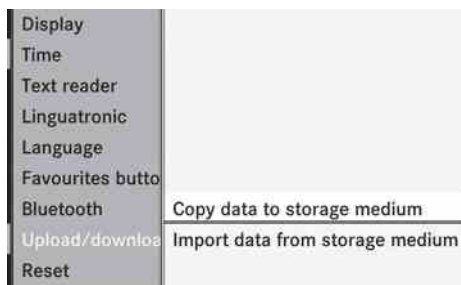 Display
Time
Text reader
Linguatronic
Language
Favourites butto
Bluetooth
Copy data to storage medium
Upload/downloa
Import data from storage medium
Reset